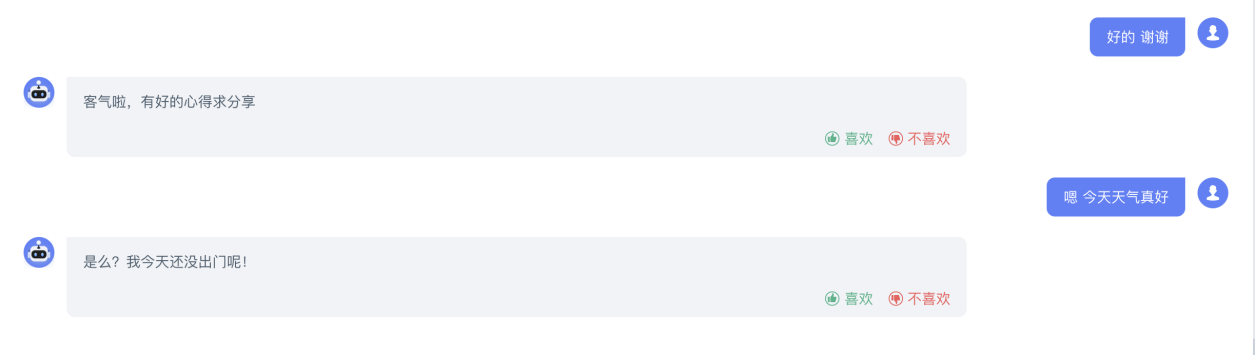 好的 谢谢
客气啦，有好的心得求分享
喜欢 不喜欢
嗯 今天天气真好
是么？我今天还没出门呢！
喜欢 不喜欢